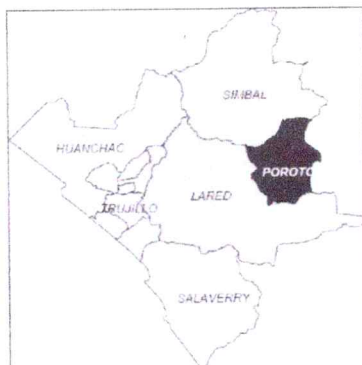 SIMBAL
HUANCHAC
POROTO
LARED
TRUJILLO
SALAVERRY